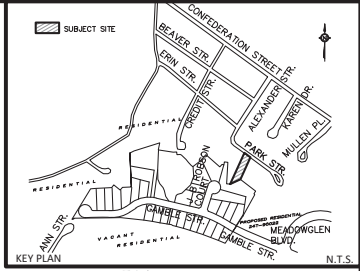 SUBJECT SITE
CONFEDERATION STREET
BEAVER STR.
ERIN STR.
CREDIT STR.
ALEXANDER STR.
KAREN DR.
MULLEN PL.
PARK STR.
RESIDENTIAL
RESIDENTIAL
J B ROBSON
COURT
GAMBLE STR.
GAMBLE STR.
PROPOSED RESIDENTIAL
MEADOWGLEN
BLVD.
ANN STR.
VACANT
RESIDENTIAL
KEY PLAN
N.T.S.